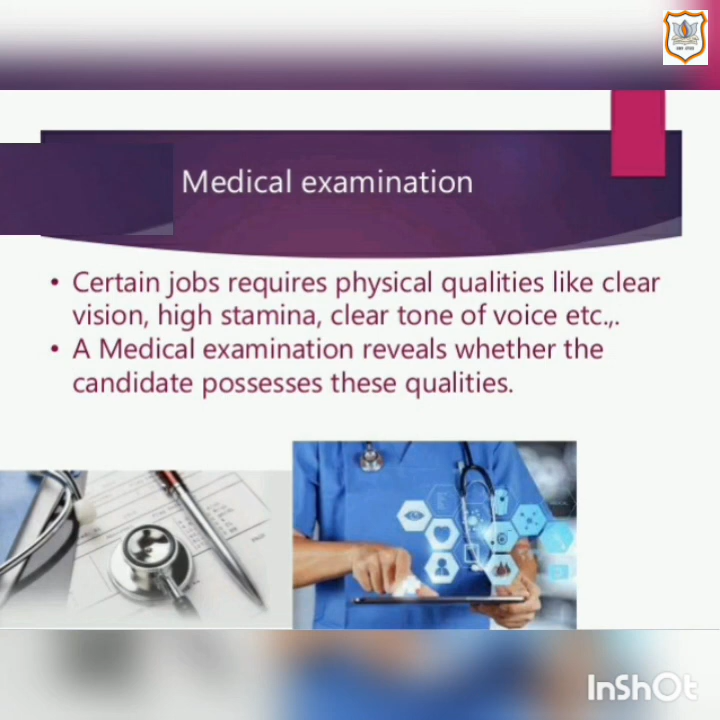 Medical examination
• Certain jobs requires physical qualities like clear
vision, high stamina, clear tone of voice etc.,.
• A Medical examination reveals whether the
candidate possesses these qualities.
InShOt